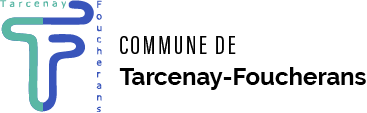 Tarcenay
Foucherans
COMMUNE DE
Tarcenay-Foucherans